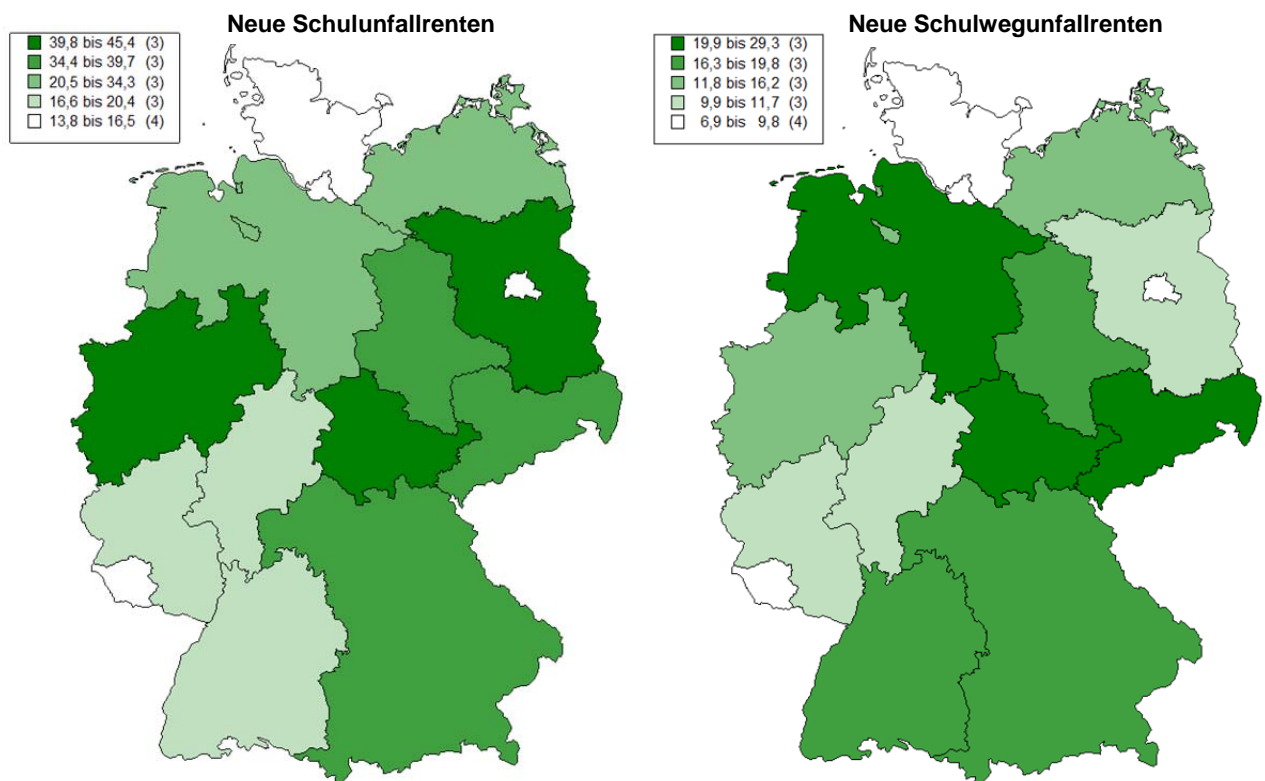 Neue Schulunfallrenten
39,8 bis 45,4 (3)
34,4 bis 39,7 (3)
20,5 bis 34,3 (3)
16,6 bis 20,4 (3)
13,8 bis 16,5 (4)
Neue Schulwegunfallrenten
19,9 bis 29,3 (3)
16,3 bis 19,8 (3)
11,8 bis 16,2 (3)
9,9 bis 11,7 (3)
6,9 bis 9,8 (4)